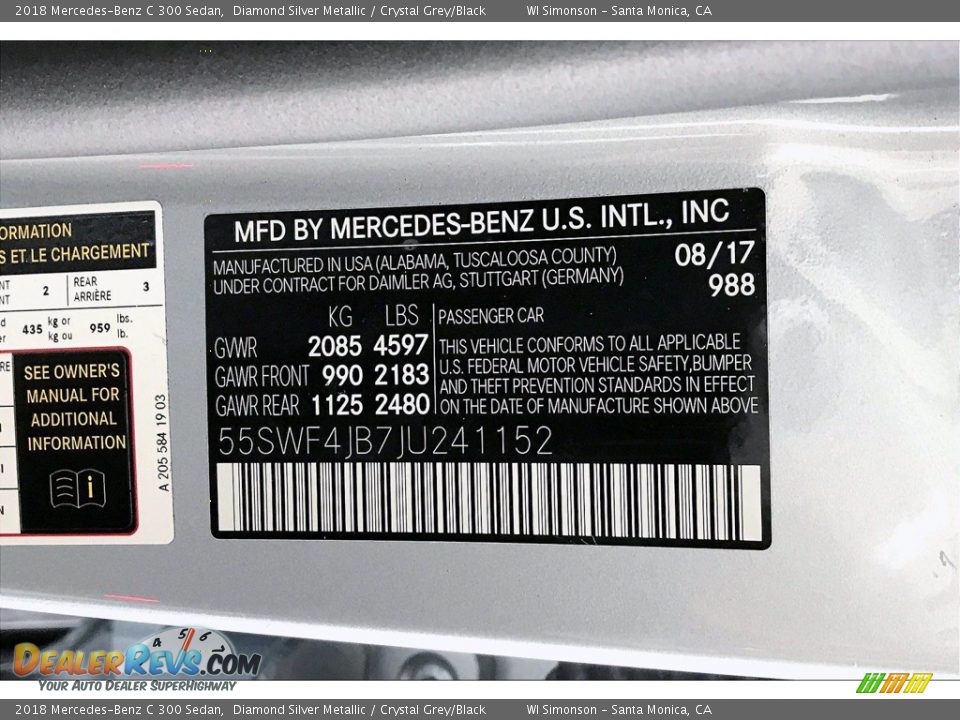 2018 Mercedes-Benz C 300 Sedan, Diamond Silver Metallic / Crystal Grey/Black WI Simonson - Santa Monica, CA
MFD BY MERCEDES-BENZ U.S. INTL., INC
MANUFACTURED IN USA (ALABAMA, TUSCALOOSA COUNTY)
UNDER CONTRACT FOR DAIMLER AG, STUTTGART (GERMANY)
08/17
988
KG LBS
GVWR 2085 4597
GAWR FRONT 990 2183
GAWR REAR 1125 2480
PASSENGER CAR
THIS VEHICLE CONFORMS TO ALL APPLICABLE
U.S. FEDERAL MOTOR VEHICLE SAFETY,BUMPER
AND THEFT PREVENTION STANDARDS IN EFFECT
ON THE DATE OF MANUFACTURE SHOWN ABOVE
55SWF4JB7JU241152
ORMATION
S ET LE CHARGEMENT
2 REAR 3
ARRIÈRE
435 kg or 959 lbs.
kg ou lb.
SEE OWNER'S
MANUAL FOR
ADDITIONAL
INFORMATION
i
A 205 584 19 03
4 5 6
DEALERREVS.COM
YOUR AUTO DEALER SUPERHIGHWAY
2018 Mercedes-Benz C 300 Sedan, Diamond Silver Metallic / Crystal Grey/Black WI Simonson - Santa Monica, CA